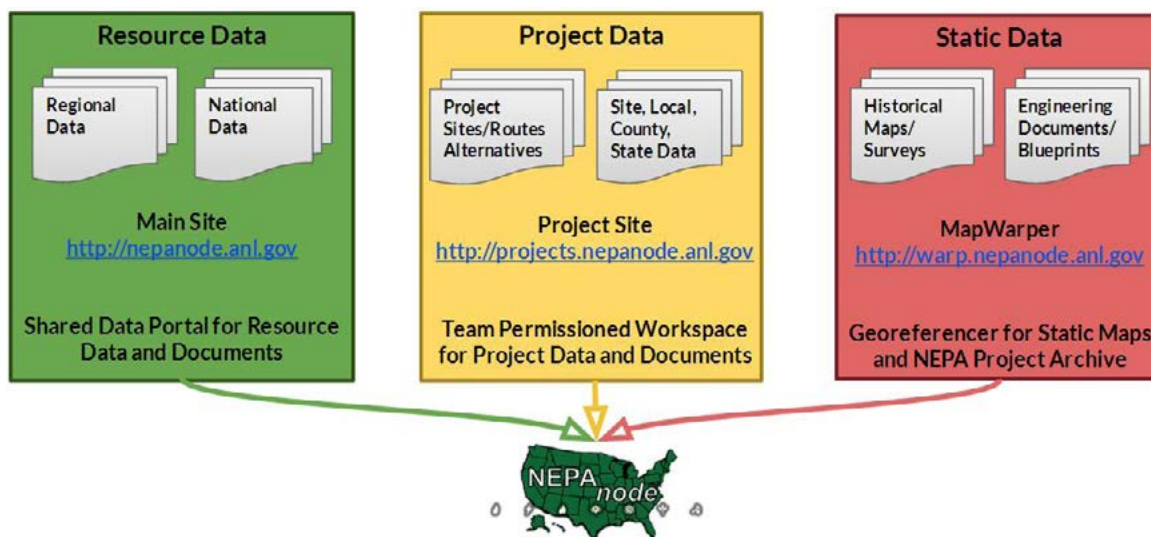 Resource Data
Regional
Data
National
Data
Main Site
http://nepanode.anl.gov
Shared Data Portal for Resource
Data and Documents
Project Data
Project
Sites/Routes
Alternatives
Site, Local,
County,
State Data
Project Site
http://projects.nepanode.anl.gov
Team Permissioned Workspace
for Project Data and Documents
Static Data
Historical
Maps/
Surveys
Engineering
Documents/
Blueprints
MapWarper
http://warp.nepanode.anl.gov
Georeferencer for Static Maps
and NEPA Project Archive
NEPA
node